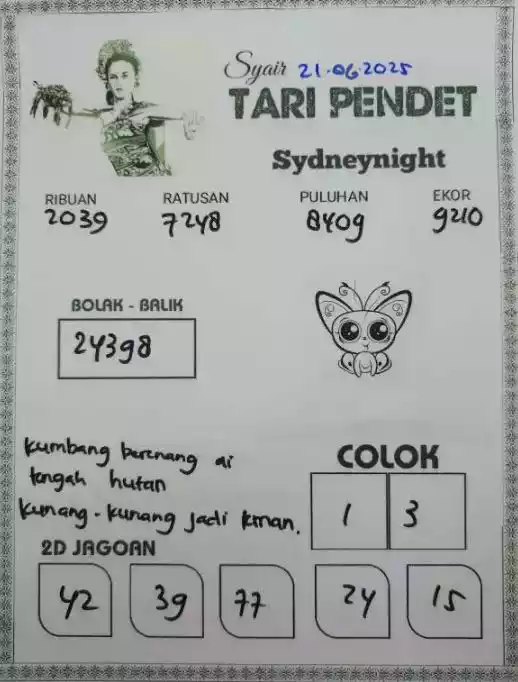 Syair 21-06-2025
TARI PENDET
Sydneynight
RIBUAN RATUSAN PULUHAN EKOR
2039 7248 8409 9210
BOLAK - BALIK
24398
kumbang berenang di
tengah hutan
kunang - kunang jadi teman.
COLOK
1 3
2D JAGOAN
42 39 77 24 15